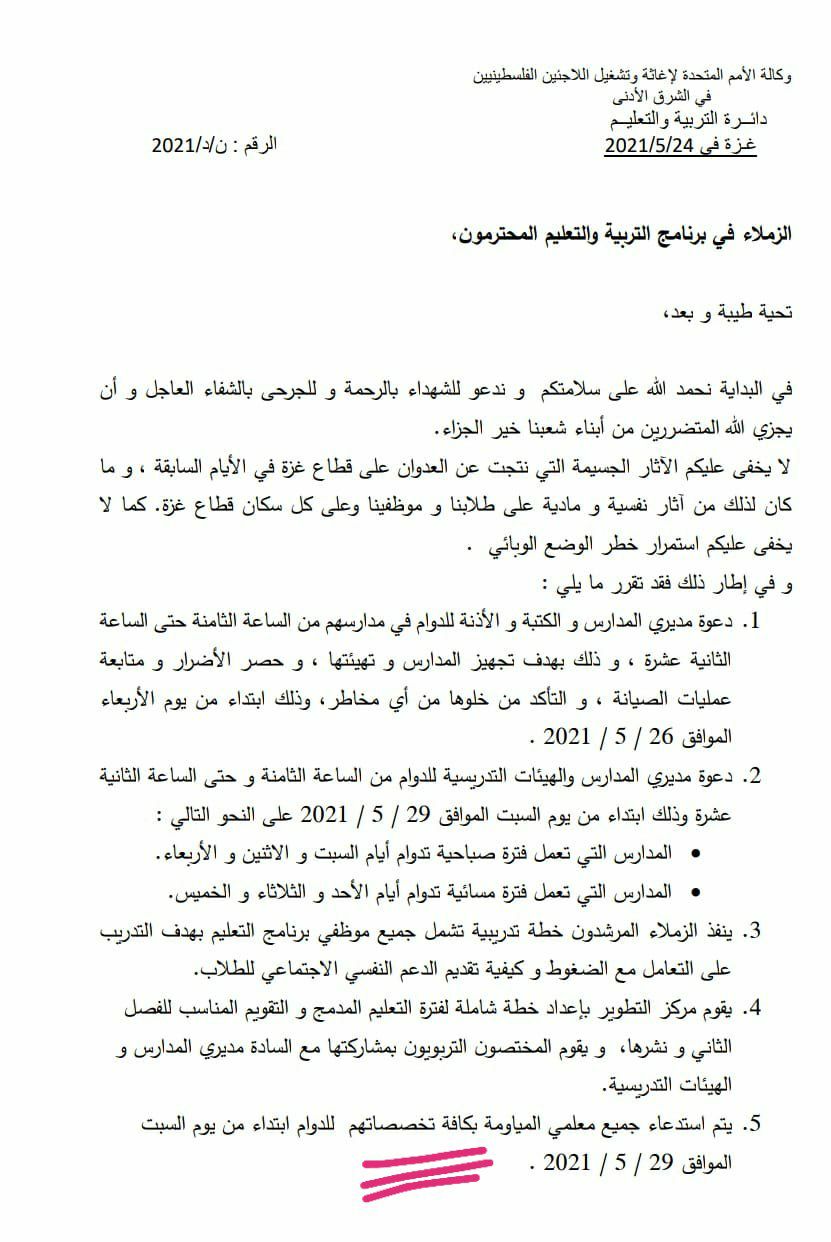 وكالة الأمم المتحدة لإغاثة وتشغيل اللاجئين الفلسطينيين
في الشرق الأدنى
دائــرة التربية والتعليــم
غـزة في 2021/5/24
الرقم : ن/د/2021
الزملاء في برنامج التربية والتعليم المحترمون،
تحية طيبة و بعد،
في البداية نحمد الله على سلامتكم و ندعو للشهداء بالرحمة و للجرحى بالشفاء العاجل و أن
يجزي الله المتضررين من أبناء شعبنا خير الجزاء.
لا يخفى عليكم الآثار الجسيمة التي نتجت عن العدوان على قطاع غزة في الأيام السابقة ، و ما
كان لذلك من آثار نفسية و مادية على طلابنا و موظفينا وعلى كل سكان قطاع غزة. كما لا
يخفى عليكم استمرار خطر الوضع الوبائي .
و في إطار ذلك فقد تقرر ما يلي :
1. دعوة مديري المدارس و الكتبة و الأذنة للدوام في مدارسهم من الساعة الثامنة حتى الساعة
الثانية عشرة ، و ذلك بهدف تجهيز المدارس و تهيئتها ، و حصر الأضرار و متابعة
عمليات الصيانة ، و التأكد من خلوها من أي مخاطر، وذلك ابتداء من يوم الأربعاء
الموافق 26 / 5 / 2021 .
2. دعوة مديري المدارس والهيئات التدريسية للدوام من الساعة الثامنة و حتى الساعة الثانية
عشرة وذلك ابتداء من يوم السبت الموافق 29 / 5 / 2021 على النحو التالي :
• المدارس التي تعمل فترة صباحية تداوم أيام السبت و الاثنين و الأربعاء.
• المدارس التي تعمل فترة مسائية تداوم أيام الأحد و الثلاثاء و الخميس.
3. ينفذ الزملاء المرشدون خطة تدريبية تشمل جميع موظفي برنامج التعليم بهدف التدريب
على التعامل مع الضغوط و كيفية تقديم الدعم النفسي الاجتماعي للطلاب.
4. يقوم مركز التطوير بإعداد خطة شاملة لفترة التعليم المدمج و التقويم المناسب للفصل
الثاني و نشرها، و يقوم المختصون التربويون بمشاركتها مع السادة مديري المدارس و
الهيئات التدريسية.
5. يتم استدعاء جميع معلمي المياومة بكافة تخصصاتهم للدوام ابتداء من يوم السبت
الموافق 29 / 5 / 2021 .